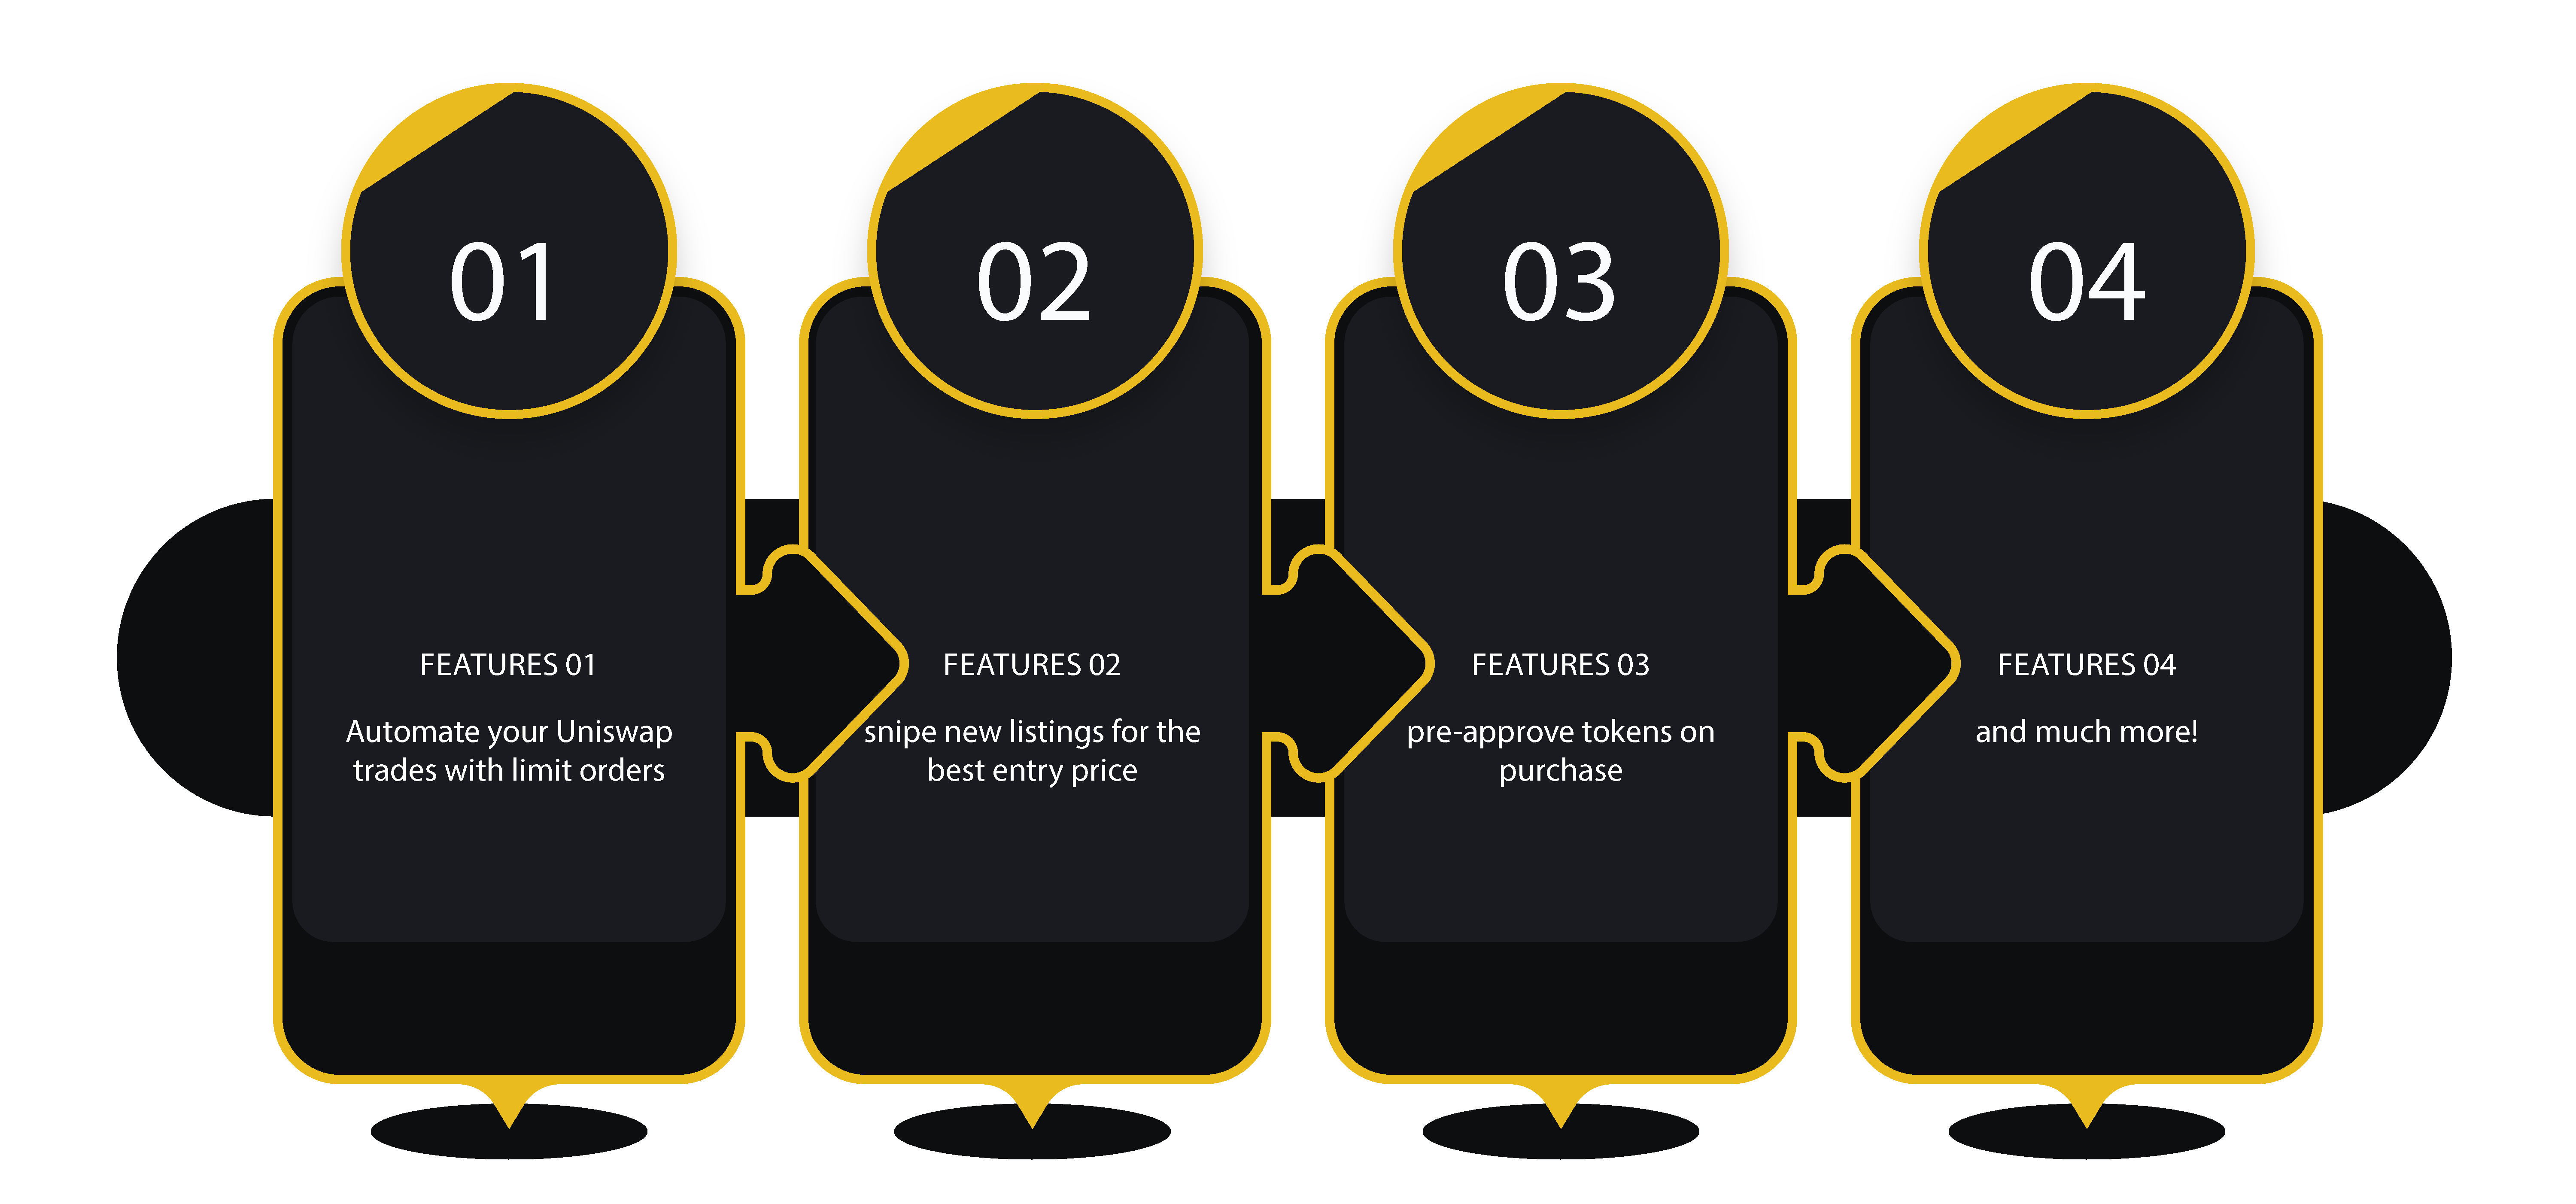 01
FEATURES 01
Automate your Uniswap
trades with limit orders
02
FEATURES 02
snipe new listings for the
best entry price
03
FEATURES 03
pre-approve tokens on
purchase
04
FEATURES 04
and much more!